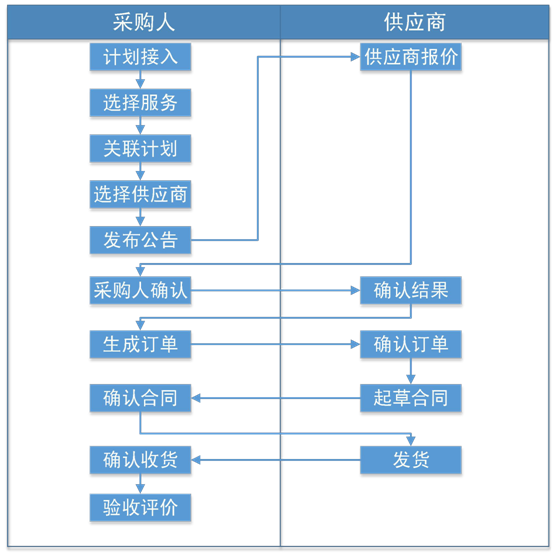 采购人
供应商
计划接入
供应商报价
选择服务
关联计划
选择供应商
发布公告
采购人确认
确认结果
生成订单
确认订单
确认合同
起草合同
确认收货
发货
验收评价